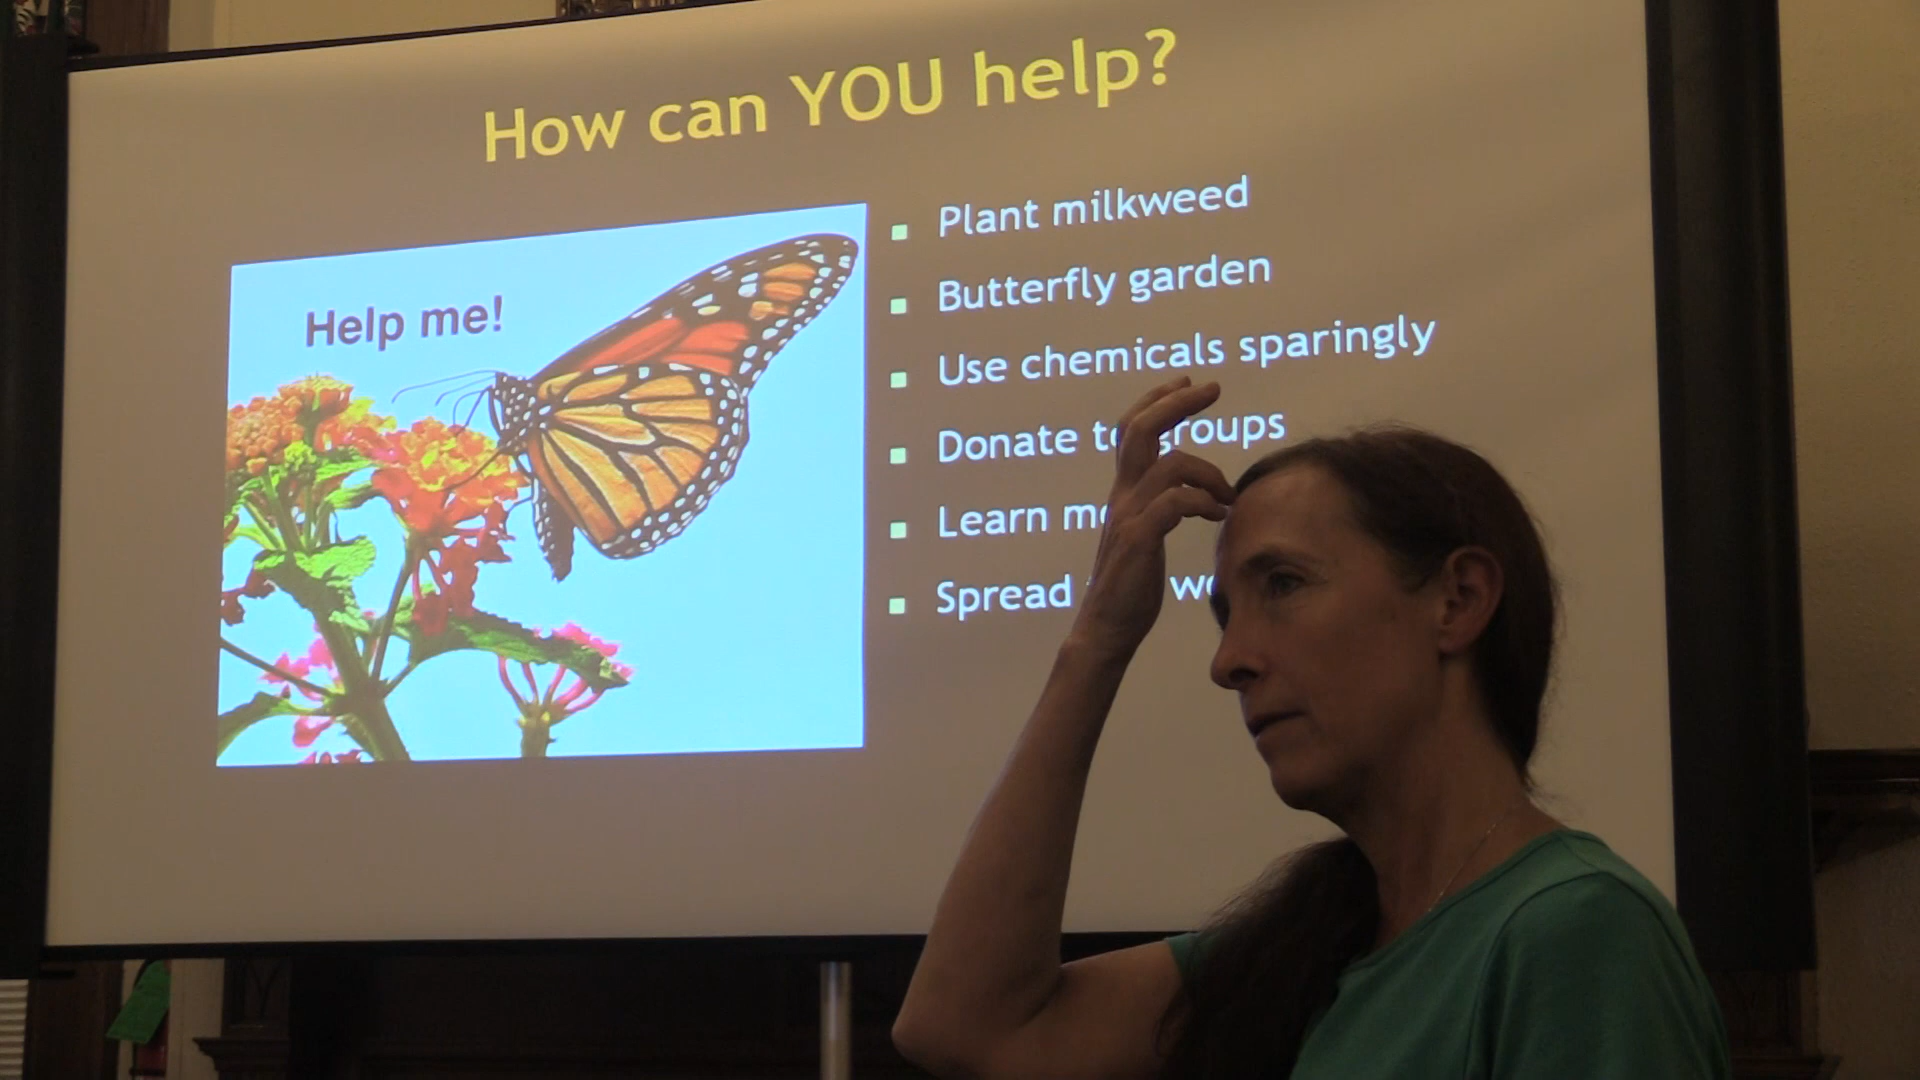 How can YOU help?
Help me!
Plant milkweed
Butterfly garden
Use chemicals sparingly
Donate groups
Learn
Spread